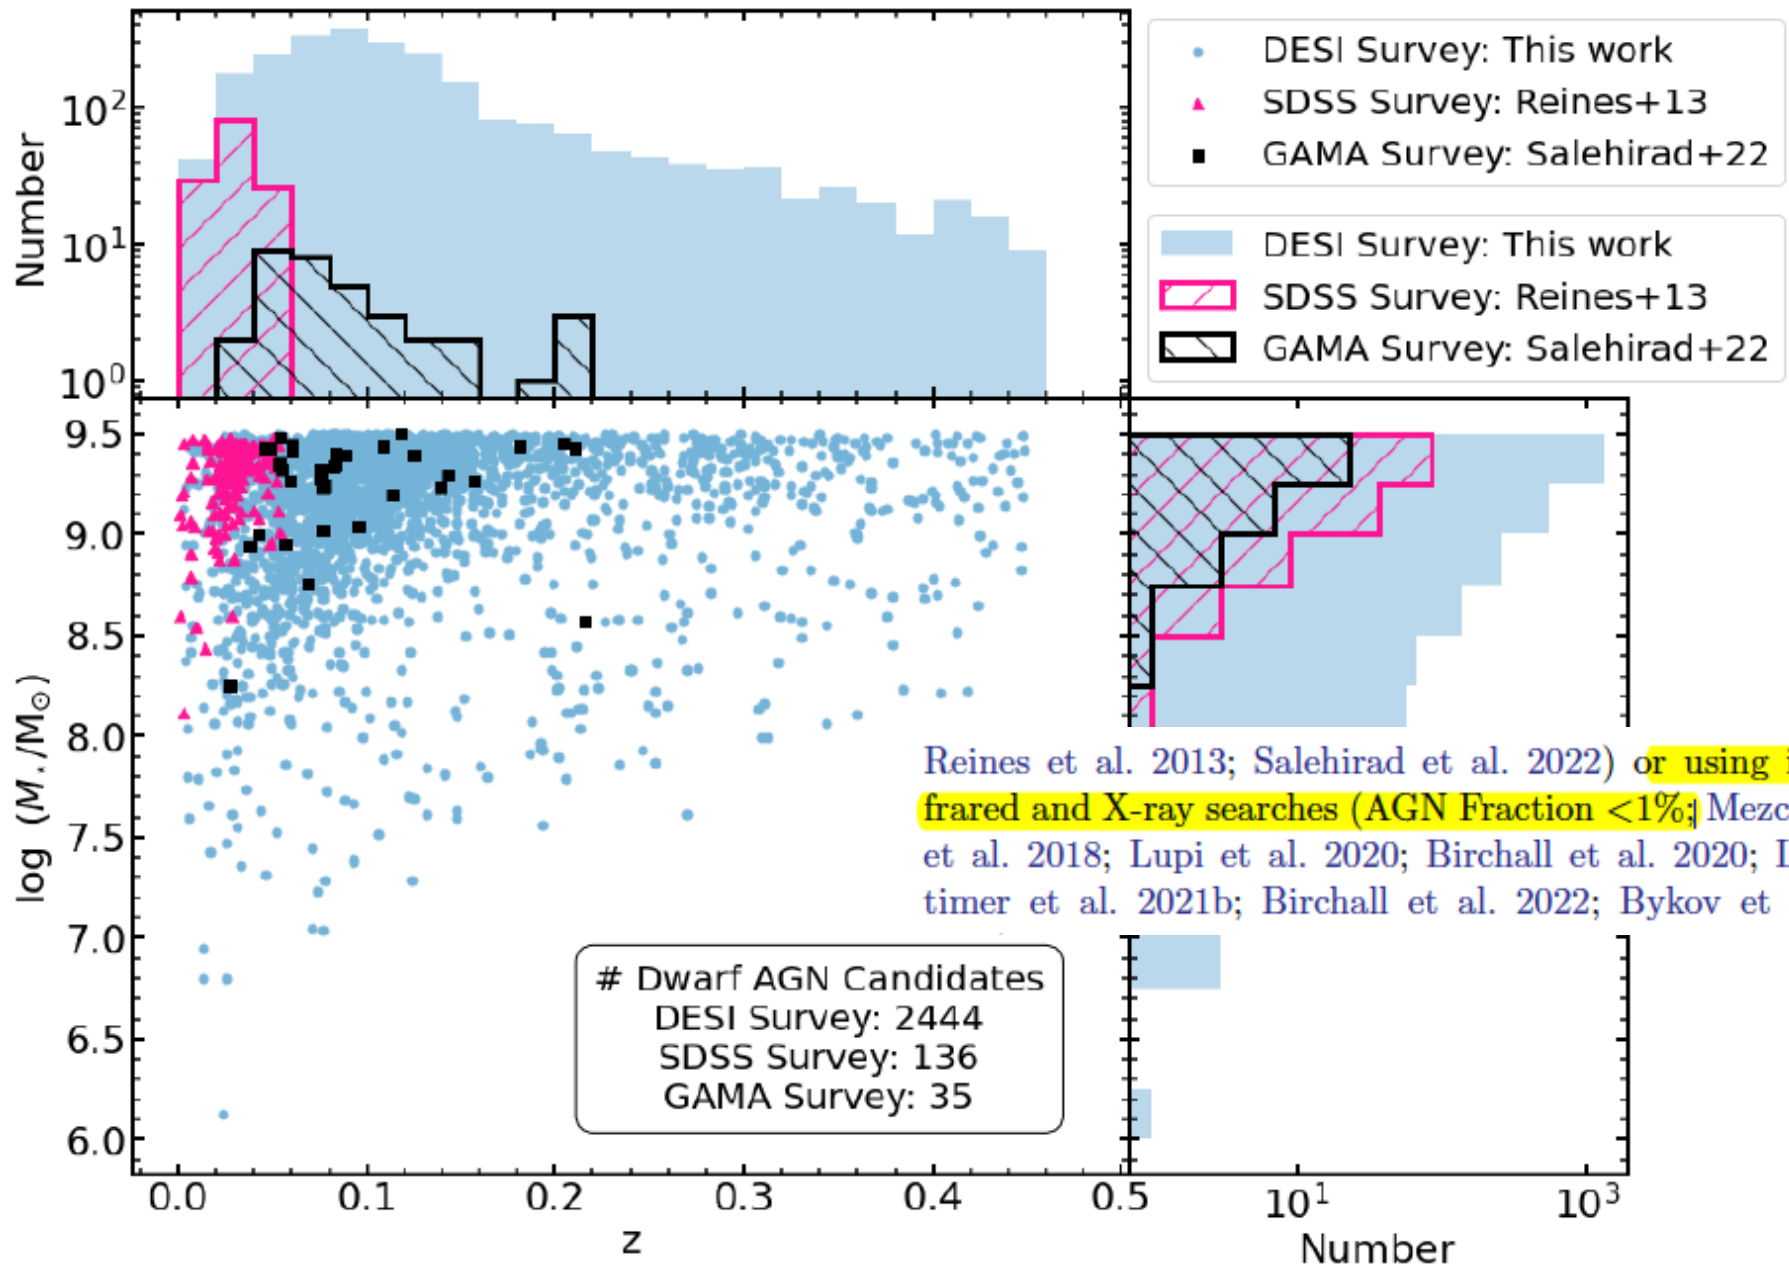 10²
10¹
10⁰
Number
DESI Survey: This work
SDSS Survey: Reines+13
GAMA Survey: Salehirad+22
DESI Survey: This work
SDSS Survey: Reines+13
GAMA Survey: Salehirad+22
9.5
9.0
8.5
8.0
7.5
7.0
6.5
6.0
log (M⋆/M⊙)
Reines et al. 2013; Salehirad et al. 2022) or using i
frared and X-ray searches (AGN Fraction <1%; Mezc
et al. 2018; Lupi et al. 2020; Birchall et al. 2020; L
timer et al. 2021b; Birchall et al. 2022; Bykov et
# Dwarf AGN Candidates
DESI Survey: 2444
SDSS Survey: 136
GAMA Survey: 35
0.0 0.1 0.2 0.3 0.4 0.5
z
10¹ 10³
Number